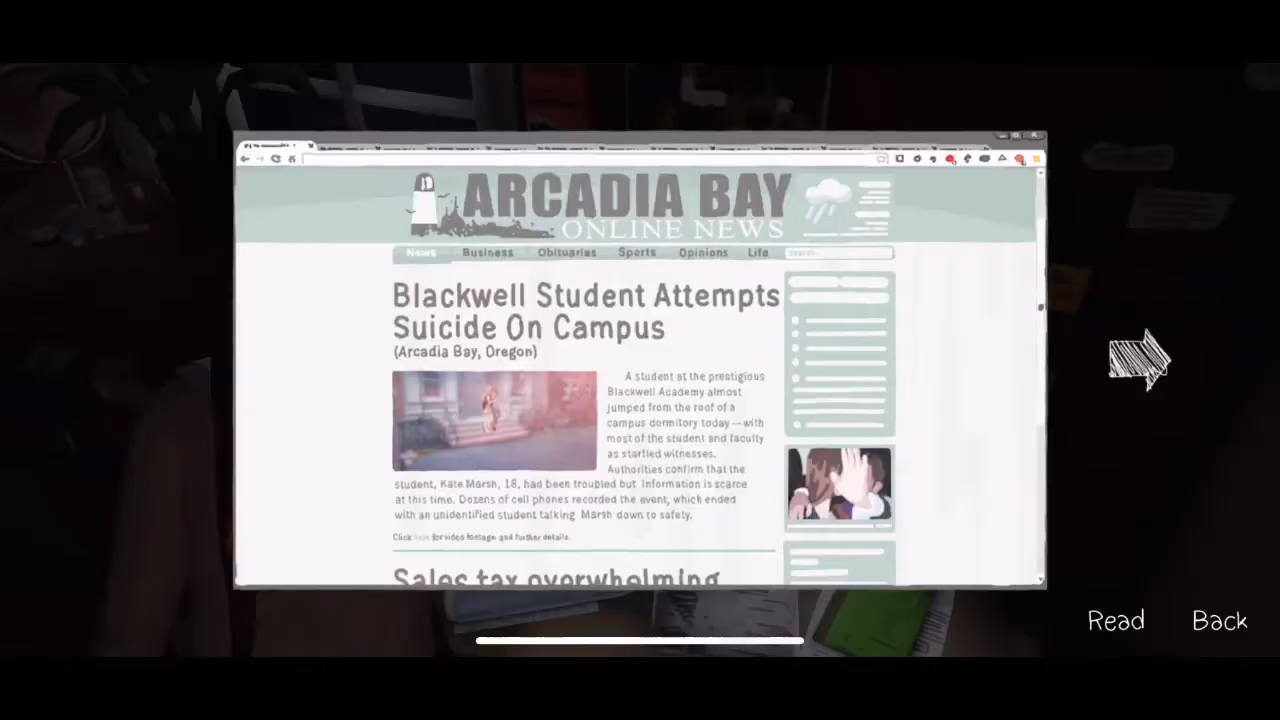 ARCADIA BAY
ONLINE NEWS
News Business Obituaries Sports Opinions Life Search
Blackwell Student Attempts
Suicide On Campus
(Arcadia Bay, Oregon)
A student at the prestigious
Blackwell Academy almost
jumped from the roof of a
campus dormitory today -- with
most of the student and faculty
as startled witnesses.
Authorities confirm that the
student, Kate Marsh, 18, had been troubled but information is scarce
at this time. Dozens of cell phones recorded the event, which ended
with an unidentified student talking Marsh down to safety.
Click here for video footage and further details.
Sales tax overwhelming
Read Back